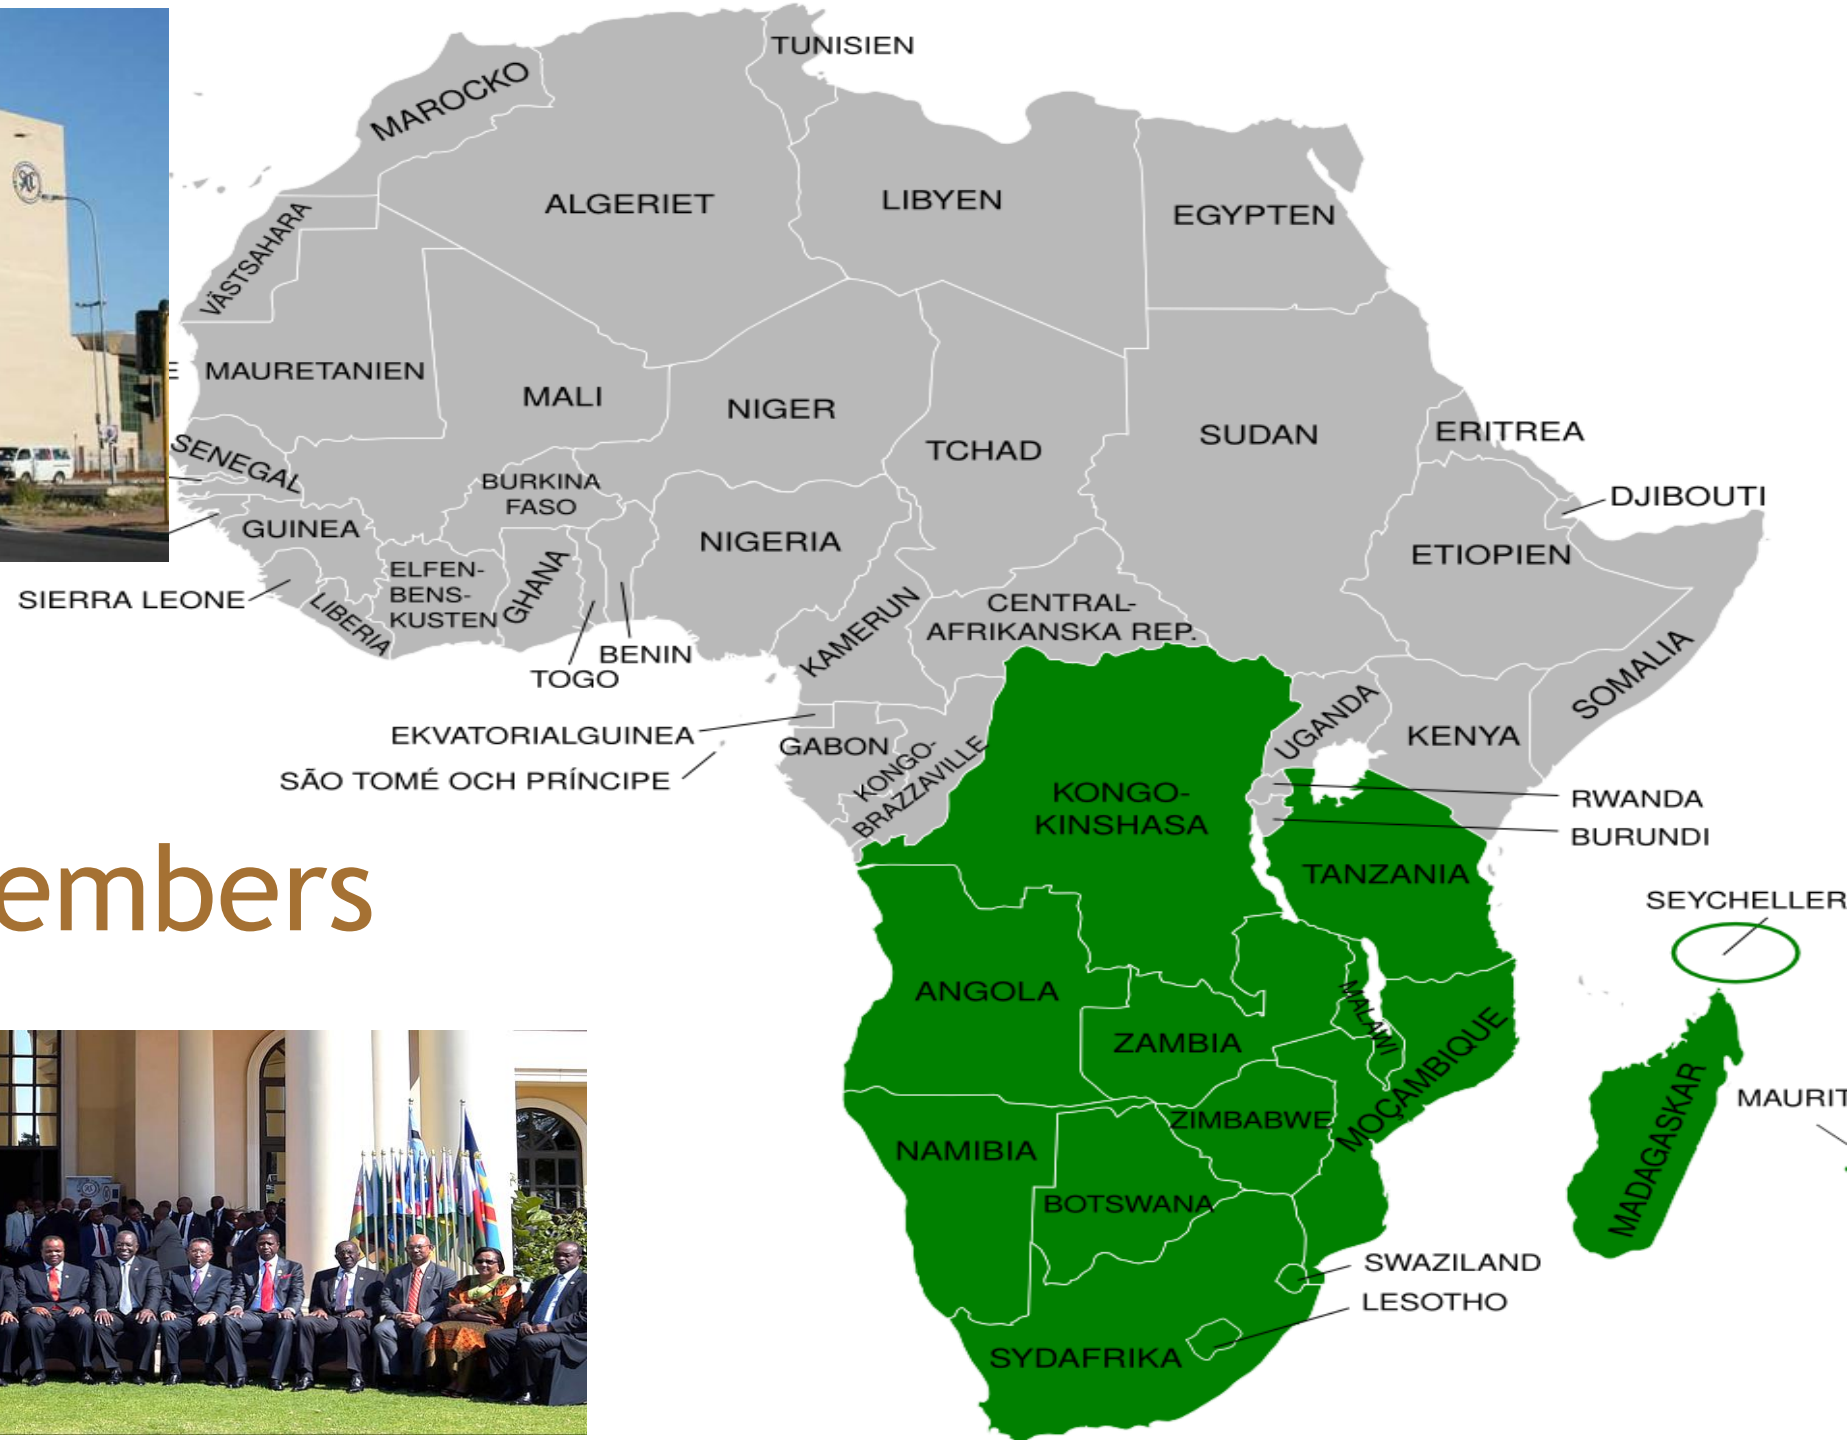 TUNISIEN
MAROCKO
ALGERIET
LIBYEN
EGYPTEN
VÄSTSAHARA
E
MAURETANIEN
MALI
NIGER
TCHAD
SUDAN
ERITREA
SENEGAL
BURKINA
FASO
DJIBOUTI
GUINEA
NIGERIA
ETIOPIEN
ELFEN-
BENS-
KUSTEN
GHANA
SIERRA LEONE
LIBERIA
CENTRAL-
AFRIKANSKA REP.
KAMERUN
BENIN
TOGO
SOMALIA
UGANDA
KENYA
EKVATORIALGUINEA
GABON
KONGO-
BRAZZAVILLE
SÃO TOMÉ OCH PRÍNCIPE
KONGO-
KINSHASA
RWANDA
BURUNDI
TANZANIA
embers
SEYCHELLER
ANGOLA
MALAWI
ZAMBIA
MOÇAMBIQUE
MADAGASKAR
MAURIT
ZIMBABWE
NAMIBIA
BOTSWANA
SWAZILAND
LESOTHO
SYDAFRIKA